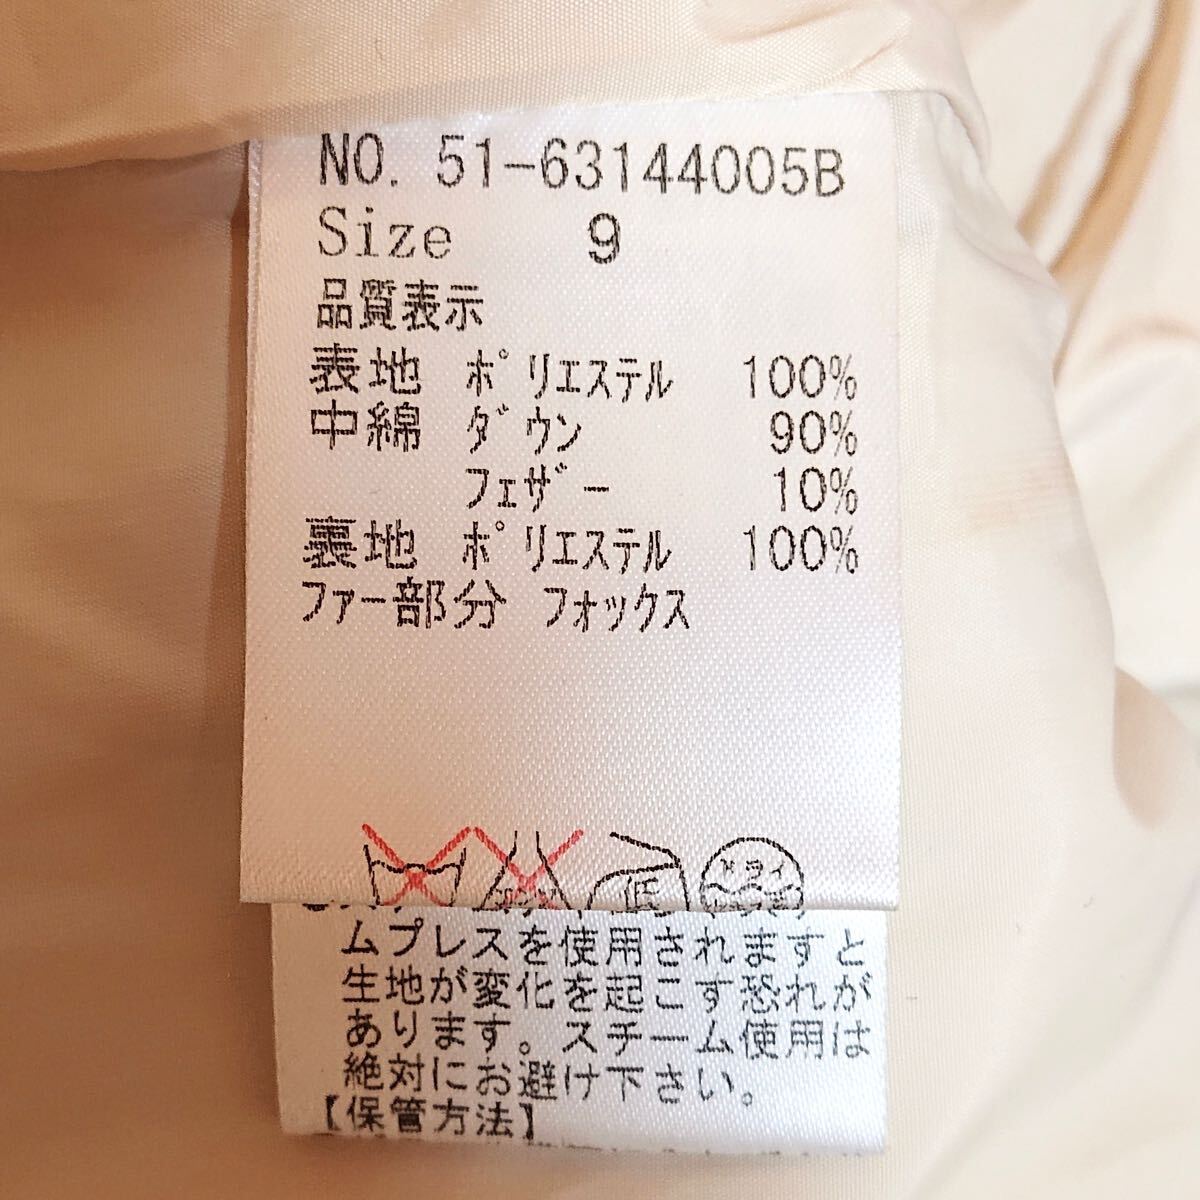 NO. 51-63144005B
Size 9
品質表示
表地 ポリエステル 100%
中綿 ダウン 90%
フェザー 10%
裏地 ポリエステル 100%
ファー部分 フォックス
低 ドライ
ムプレスを使用されますと
生地が変化を起こす恐れが
あります。スチーム使用は
絶対にお避け下さい。
【保管方法】